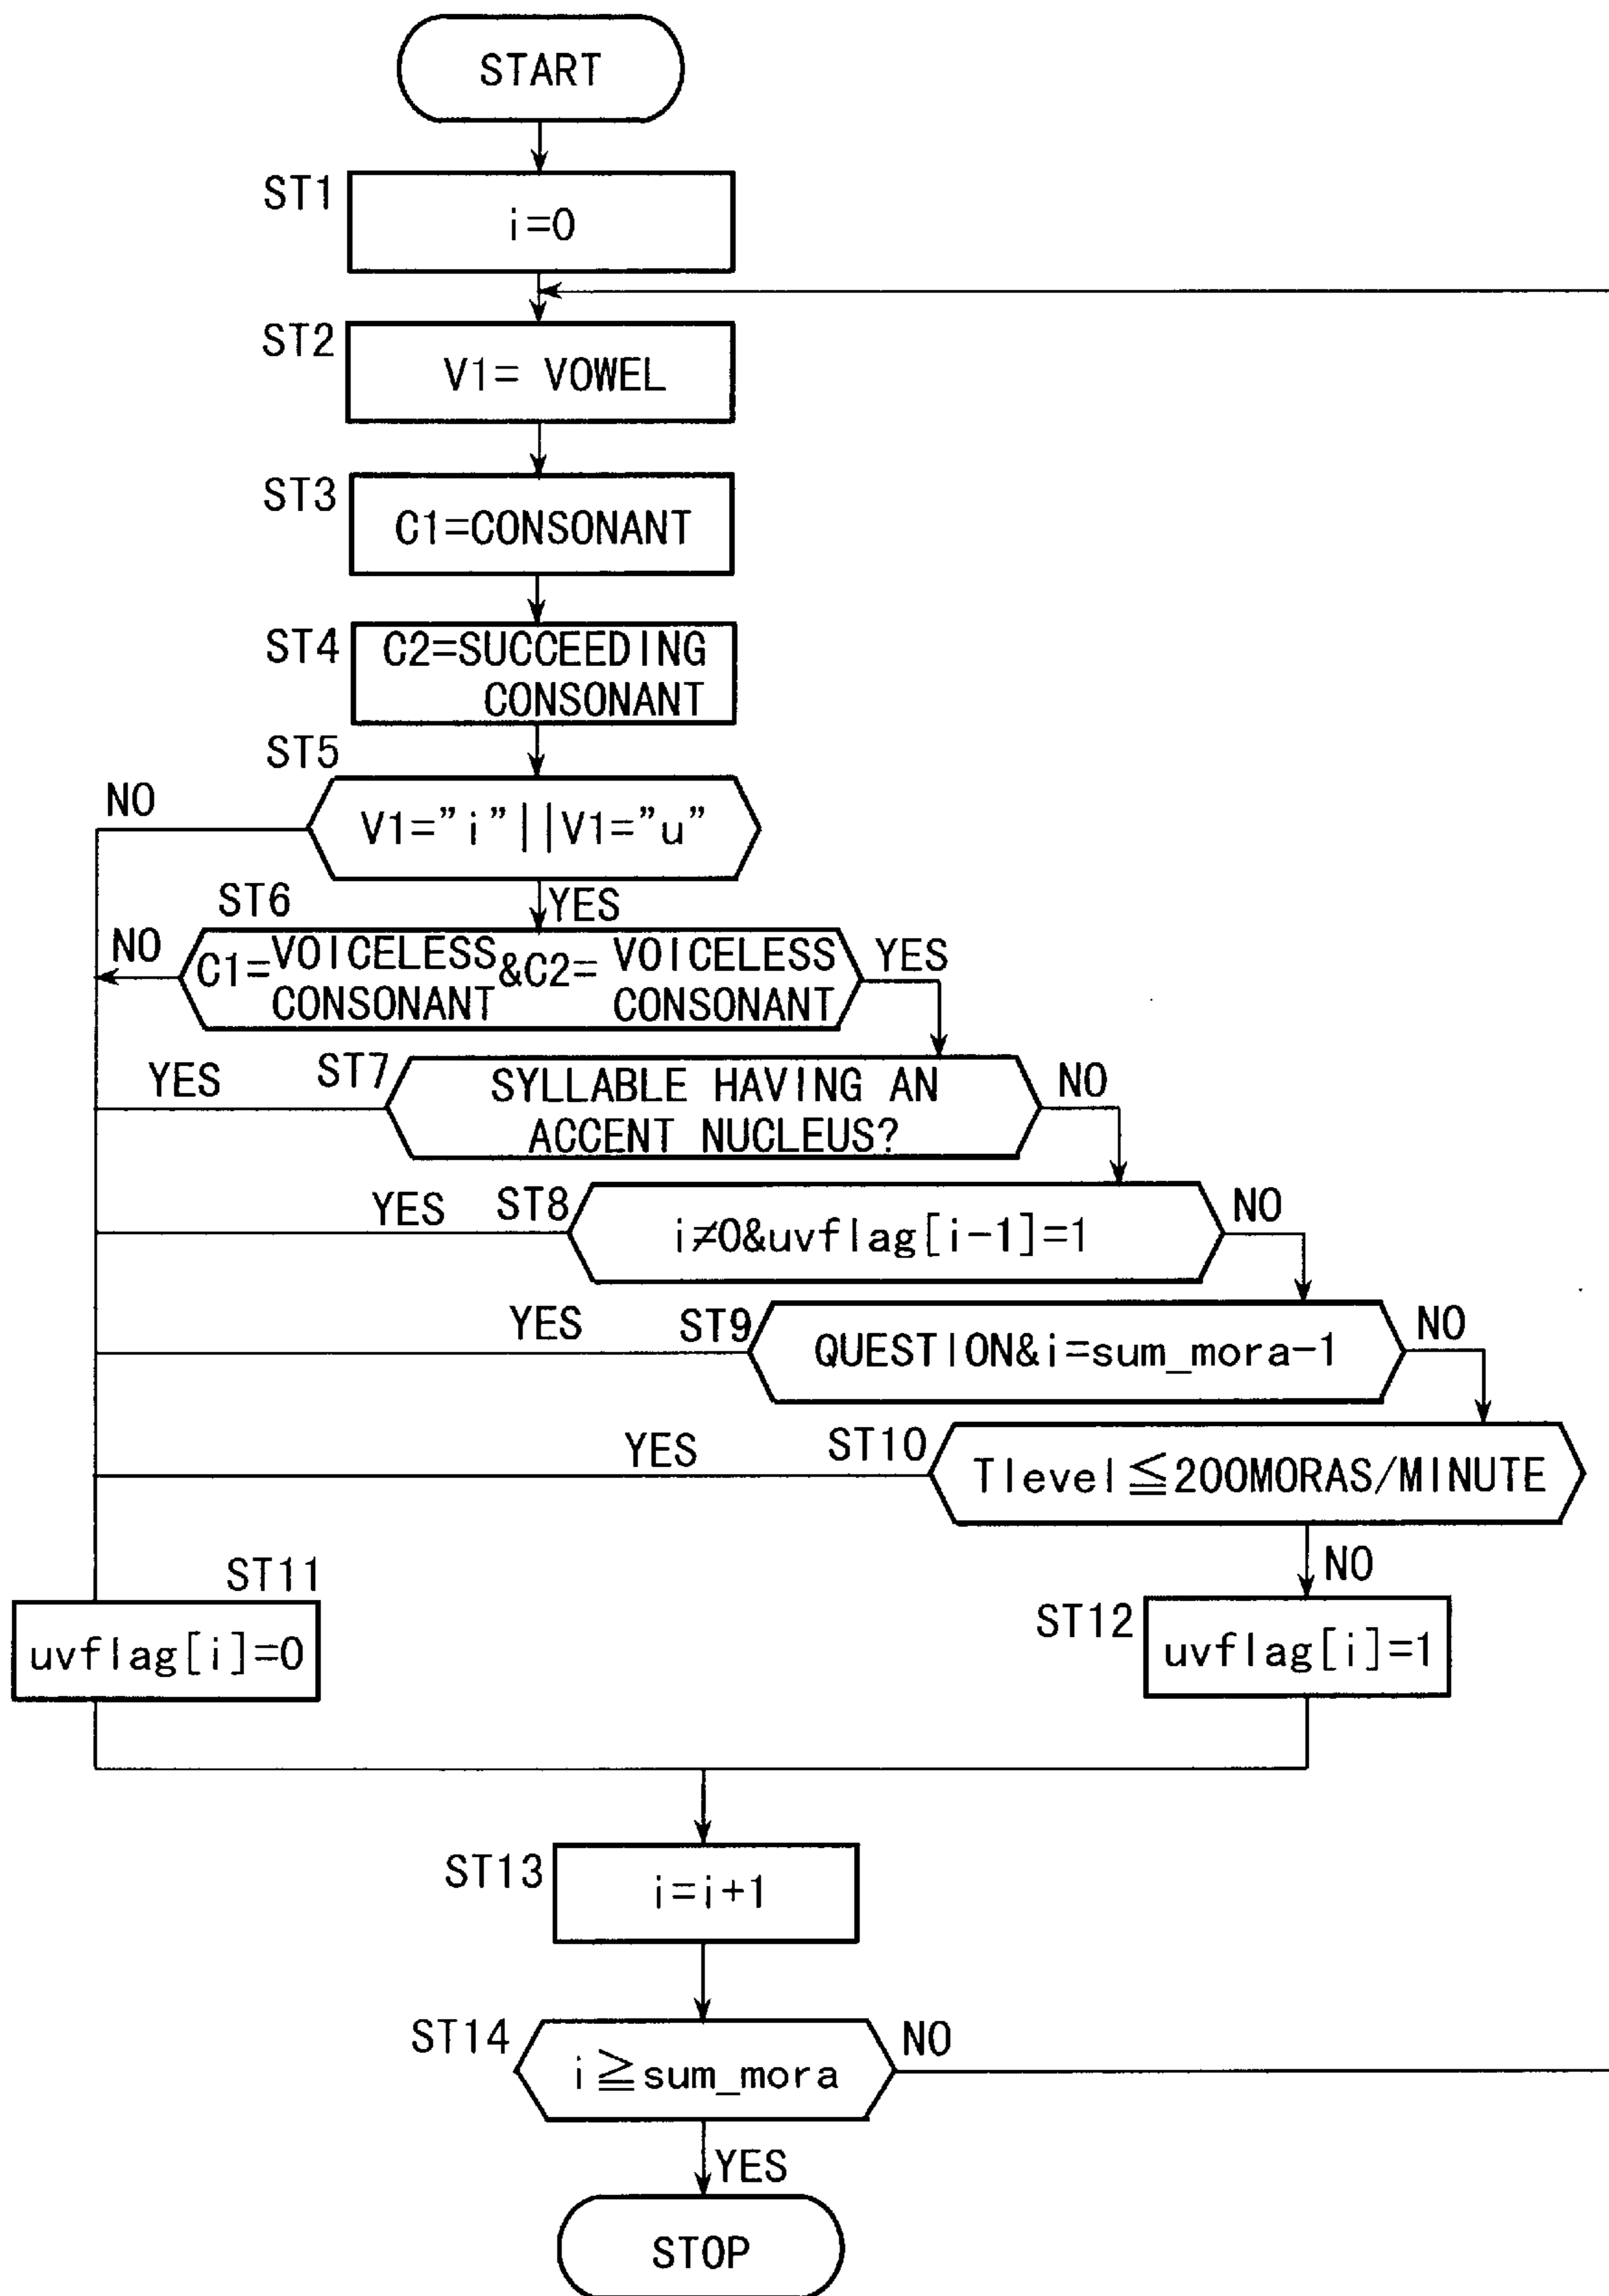 START
ST1
i=0
ST2
V1= VOWEL
ST3
C1=CONSONANT
ST4
C2=SUCCEEDING
CONSONANT
ST5
NO
V1="i"||V1="u"
YES
ST6
NO
C1=VOICELESS CONSONANT&C2= VOICELESS CONSONANT
YES
ST7
YES
SYLLABLE HAVING AN
ACCENT NUCLEUS?
NO
ST8
YES
i≠0&uvflag[i-1]=1
NO
ST9
YES
QUESTION&i=sum_mora-1
NO
ST10
YES
Tlevel≦200MORAS/MINUTE
NO
ST11
uvflag[i]=0
ST12
uvflag[i]=1
ST13
i=i+1
ST14
i≧sum_mora
NO
YES
STOP